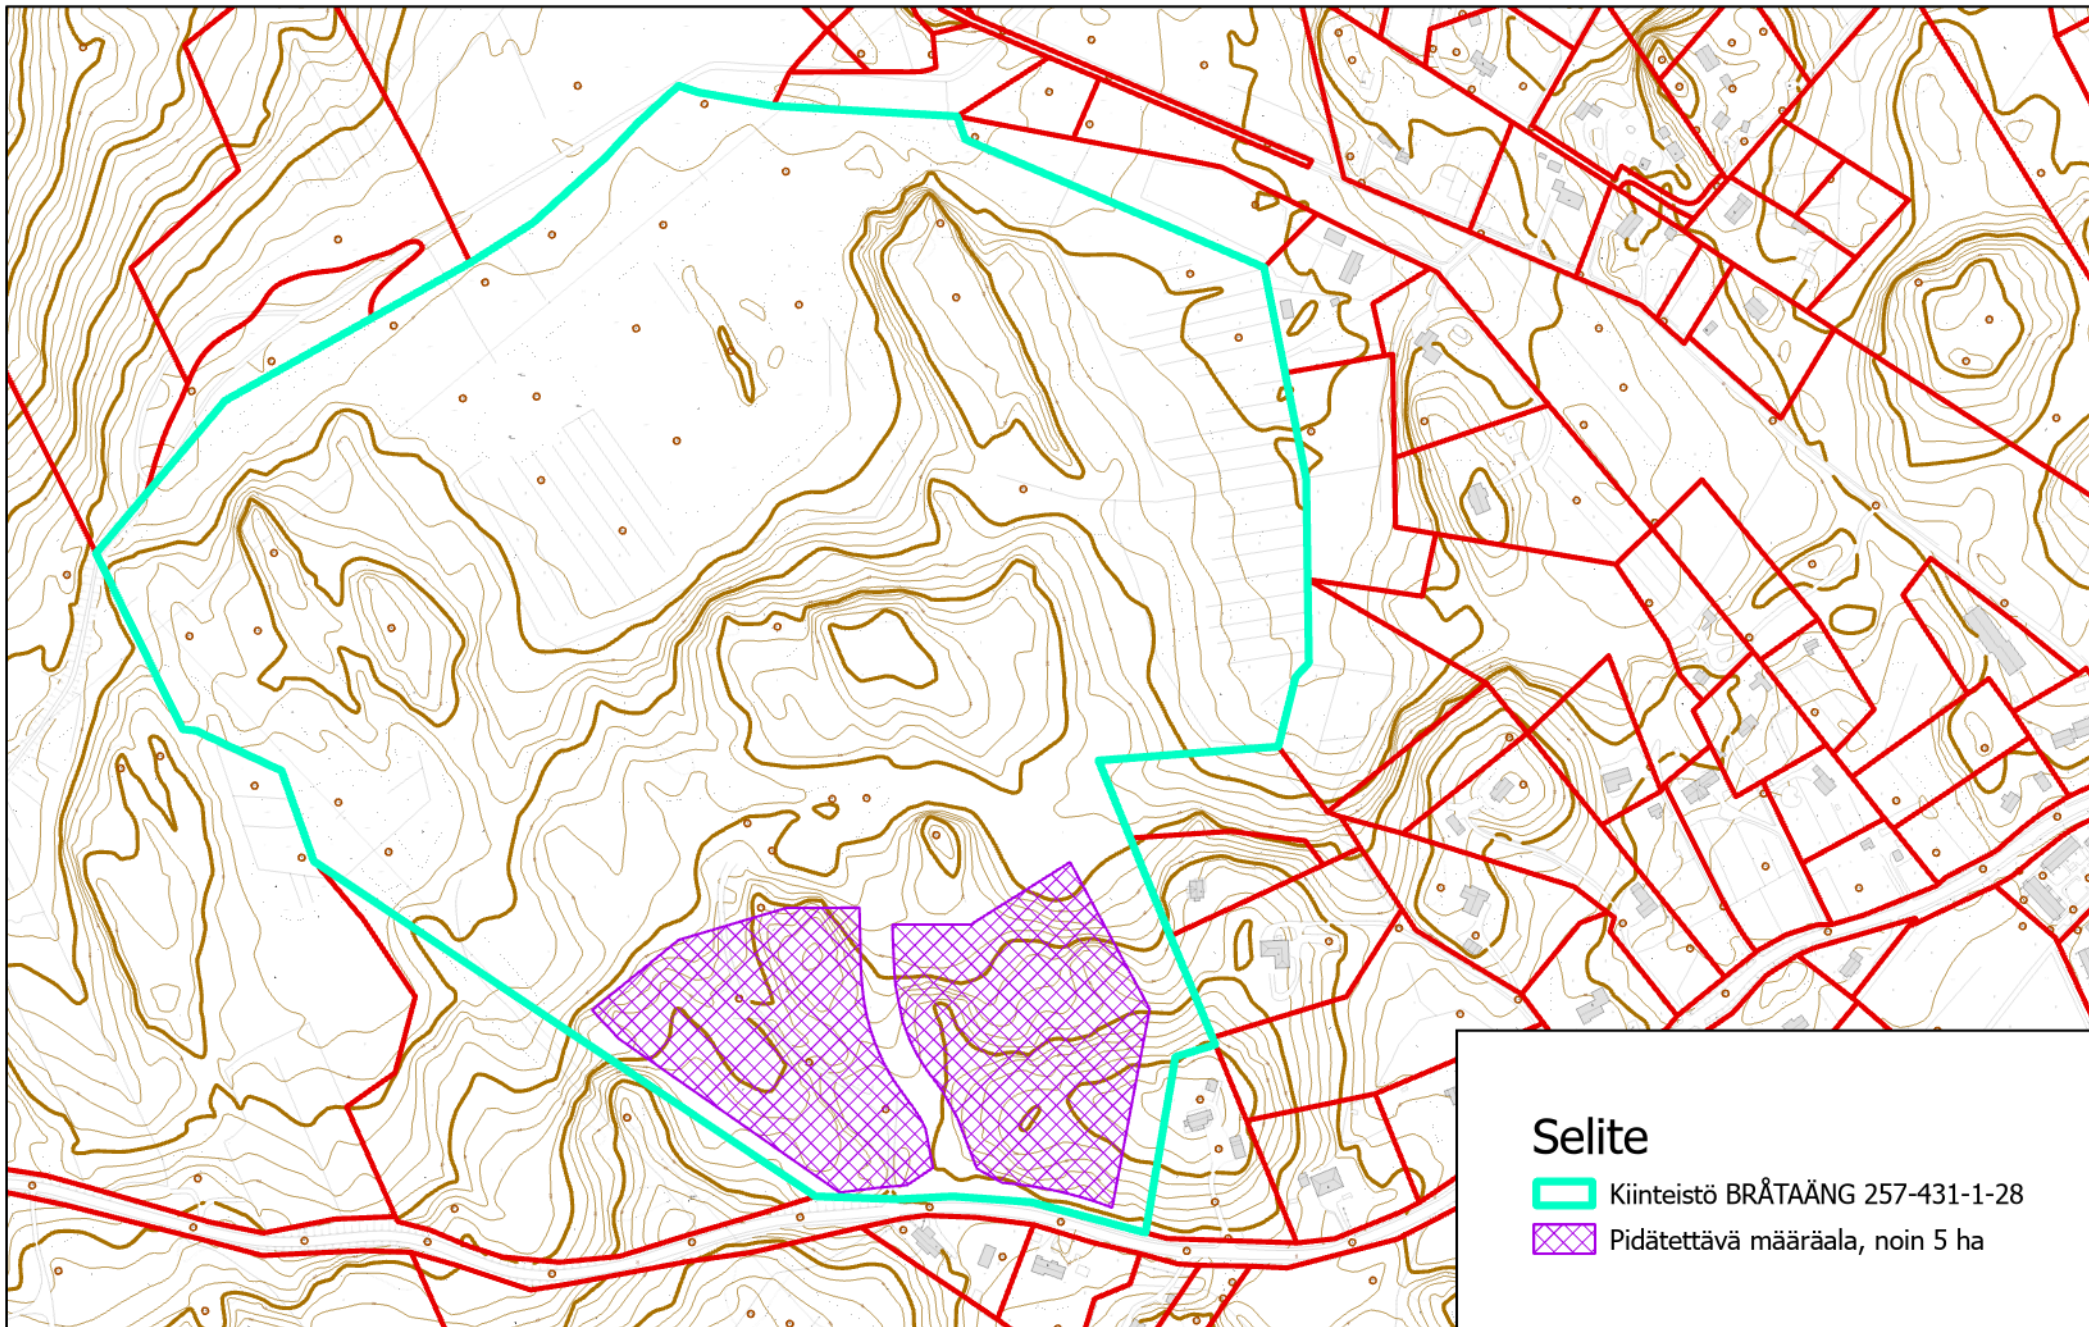 Selite
Kiinteistö BRÅTAÄNG 257-431-1-28
Pidätettävä määräala, noin 5 ha